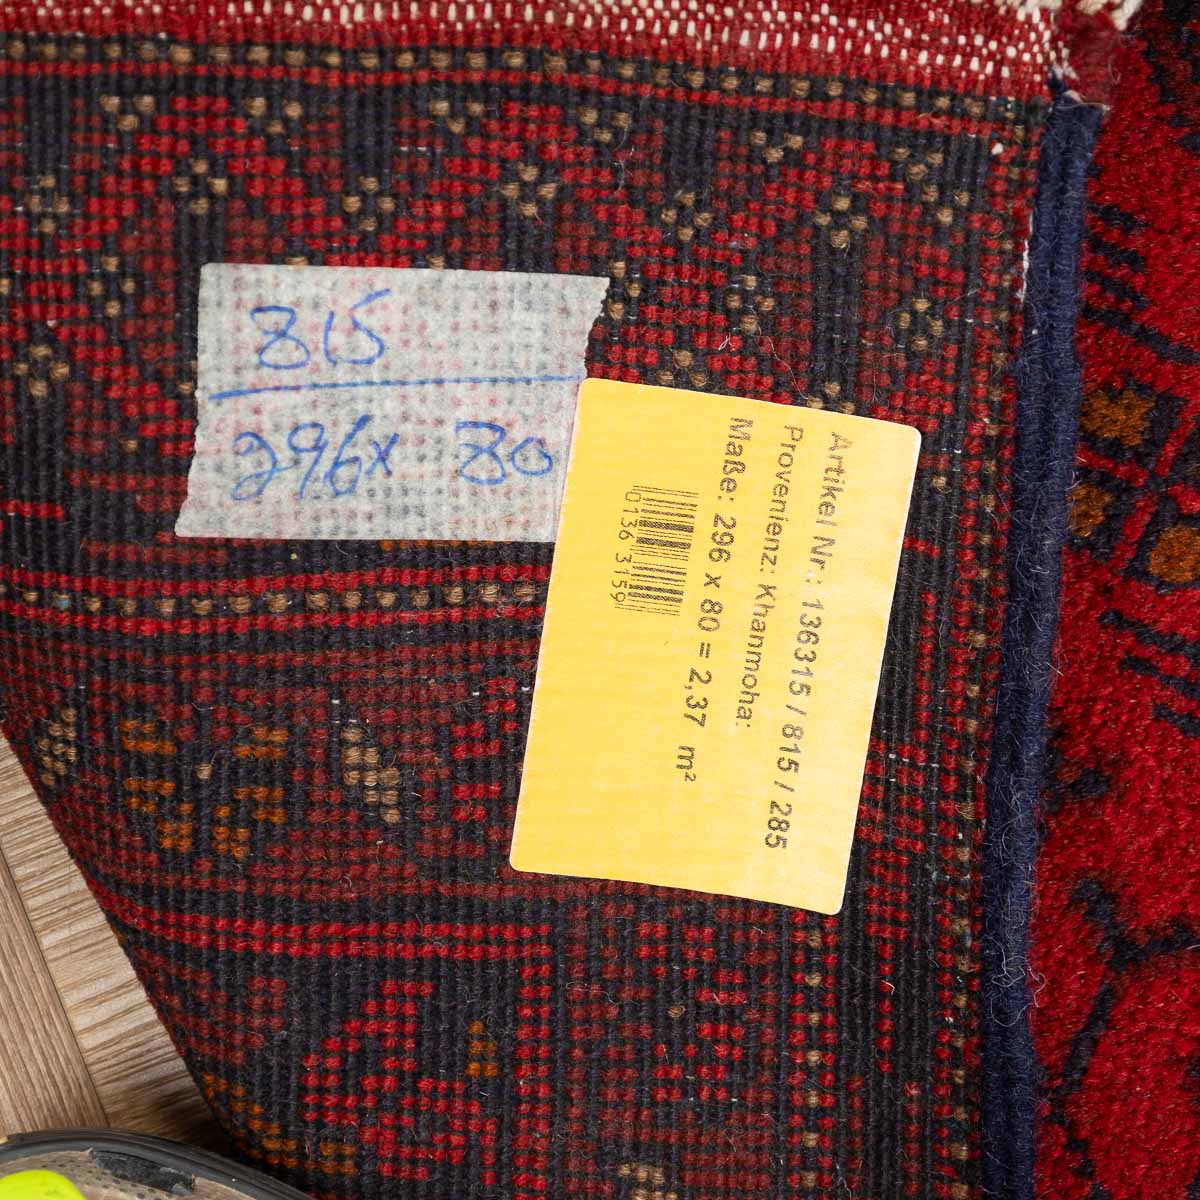 815
296x 80
Artikel Nr.: 136315 / 815 / 285
Provenienz: Khanmoha:
Maße: 296 x 80 = 2,37 m²
0136 3159